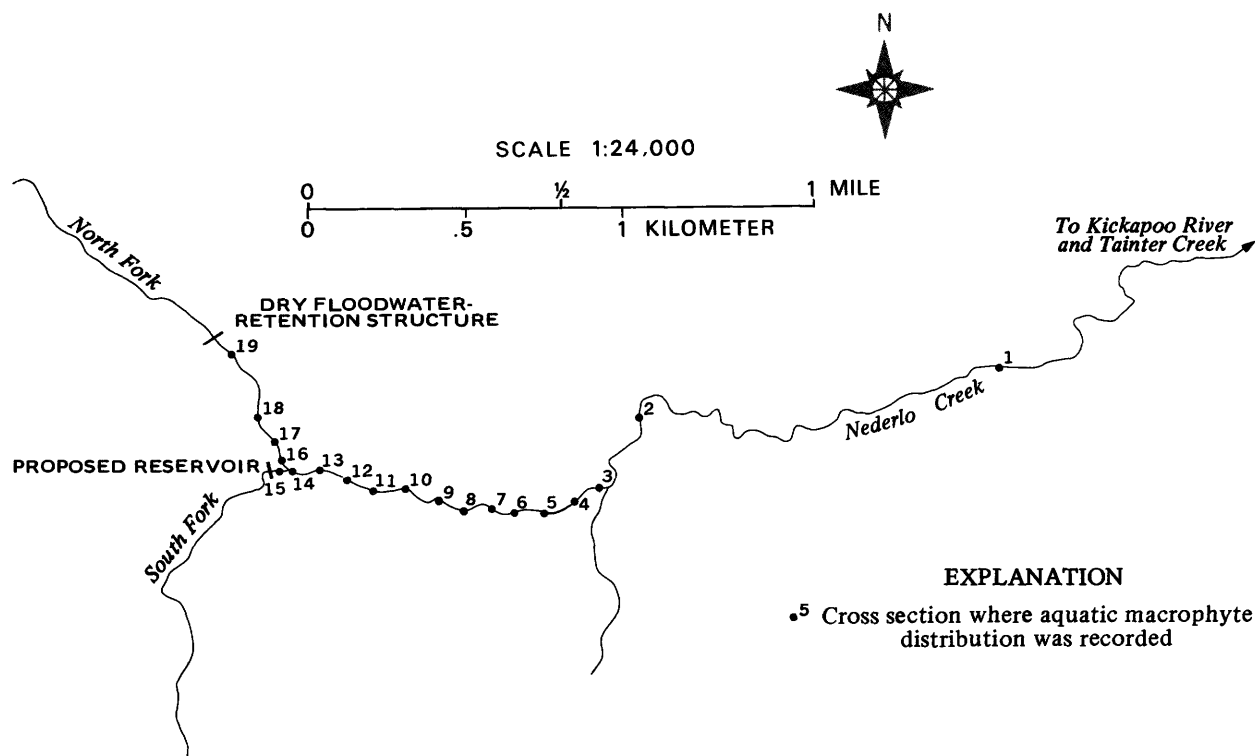 N
SCALE 1:24,000
0 ½ 1 MILE
0 .5 1 KILOMETER
North Fork
To Kickapoo River
and Tainter Creek
DRY FLOODWATER-
RETENTION STRUCTURE
19
1
18
2
Nederlo Creek
17
16
PROPOSED RESERVOIR
15
14
13
12
11
10
9
8
7
6
5
4
3
South Fork
EXPLANATION
5 Cross section where aquatic macrophyte
distribution was recorded